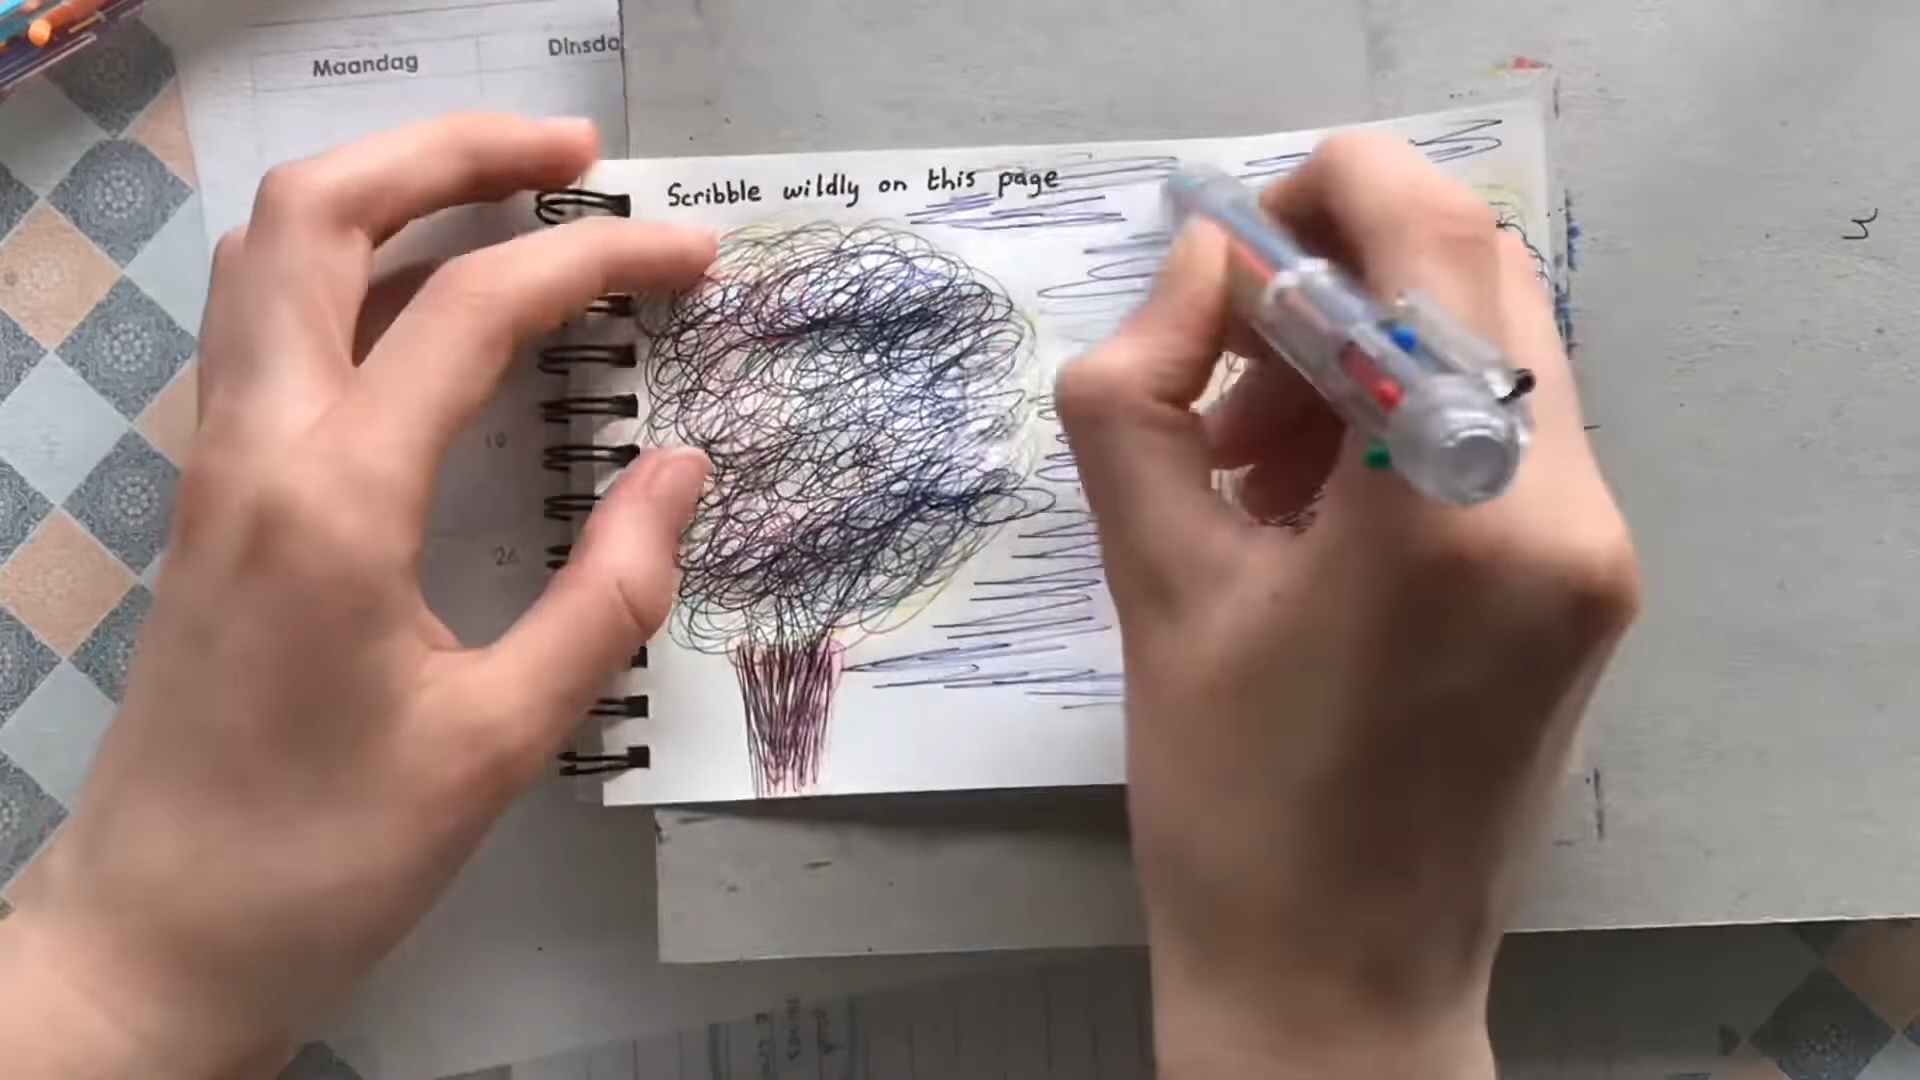 Maandag
Dinsda
Scribble wildly on this page
19
26